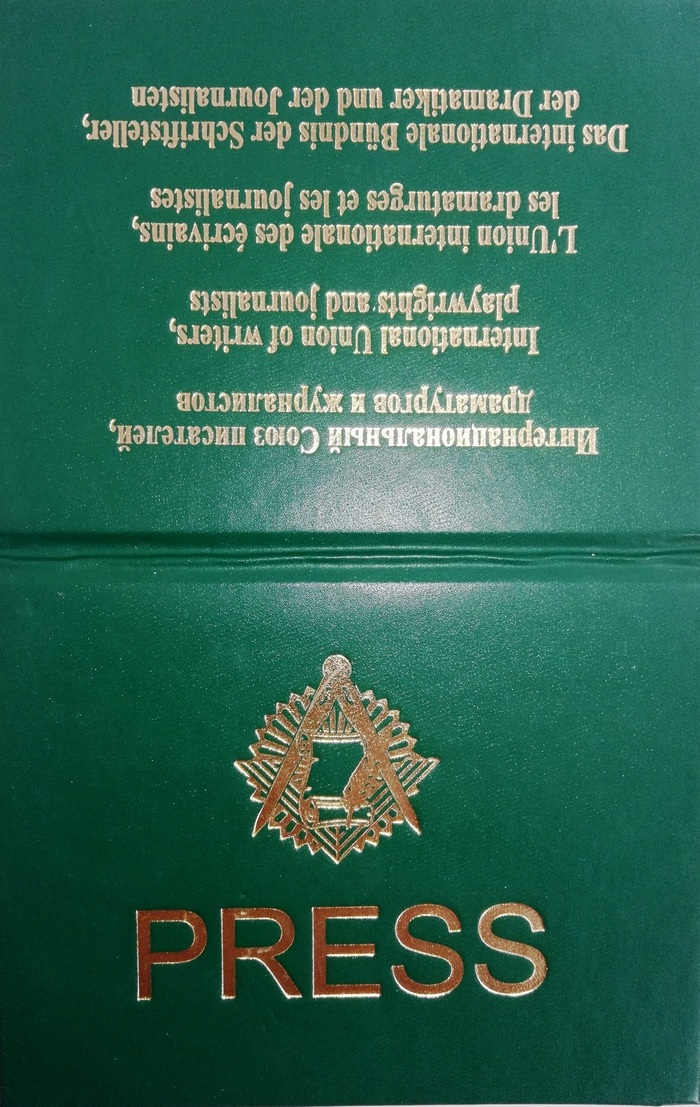 Интернациональный Союз писателей,
драматургов и журналистов
International Union of writers,
playwrights and journalists
L'Union internationale des écrivains,
les dramaturges et les journalistes
Das internationale Bündnis der Schriftsteller,
der Dramatiker und der Journalisten
PRESS